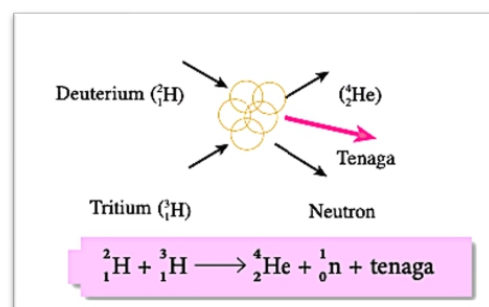 Deuterium (²₁H)
(⁴₂He)
Tenaga
Tritium (³₁H)
Neutron
²₁H + ³₁H ⟶ ⁴₂He + ¹₀n + tenaga